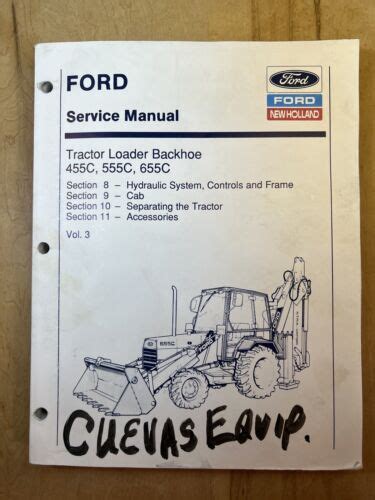 FORD
Ford
FORD
NEW HOLLAND
Service Manual
Tractor Loader Backhoe
455C, 555C, 655C
Section 8 – Hydraulic System, Controls and Frame
Section 9 – Cab
Section 10 – Separating the Tractor
Section 11 – Accessories
Vol. 3
655C
CUEVAS EQUIP.